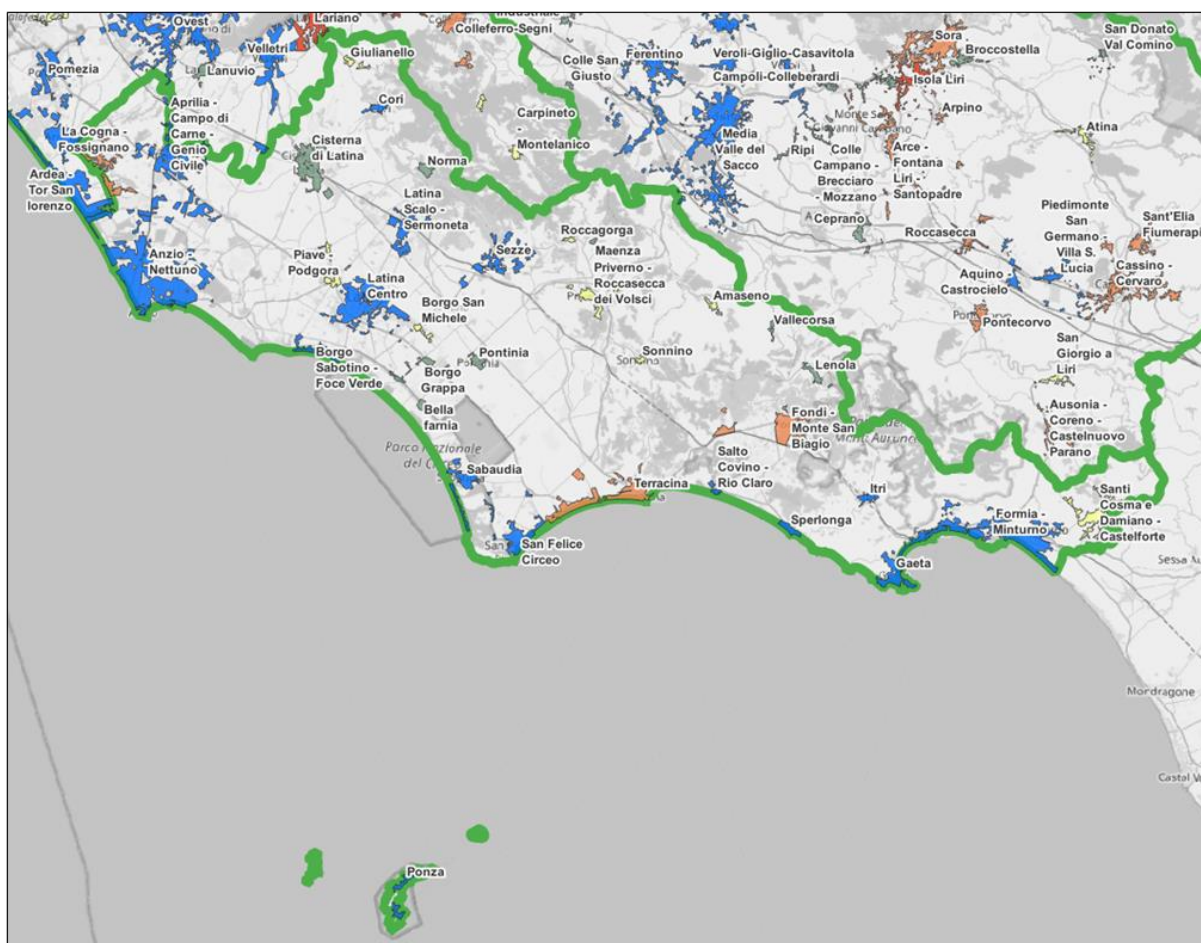 Ovest
Lariano
Colleferro-Segni
Velletri
Giulianello
Pomezia
Lanuvio
Colle San
Giusto
Ferentino
Veroli-Giglio-Casavitola
Campoli-Colleberardi
Sora
Broccostella
San Donato
Val Comino
Isola Liri
Arpino
Atina
La Cogna -
Fossignano
Aprilia -
Campo di
Carne -
Genio
Civile
Cori
Carpineto
-
Montelanico
Cisterna
di Latina
Norma
Media
Valle del
Sacco
Ripi
Colle
Campano -
Brecciaro
- Mozzano
Arce -
Fontana
Liri -
Santopadre
Ceprano
Ardea -
Tor San
lorenzo
Latina
Scalo -
Sermoneta
Roccagorga
Maenza
Priverno -
Roccasecca
dei Volsci
Sezze
Anzio -
Nettuno
Piave -
Podgora
Latina
Centro
Borgo San
Michele
Amaseno
Vallecorsa
Roccasecca
Aquino -
Castrocielo
Piedimonte
San
Germano -
Villa S.
Lucia
Sant'Elia
Fiumerapi
Cassino -
Cervaro
Pontecorvo
San
Giorgio a
Liri
Borgo
Sabotino -
Foce Verde
Borgo
Grappa
Pontinia
Sonnino
Lenola
Bella
farnia
Parco Nazionale
del Circeo
Sabaudia
Fondi -
Monte San
Biagio
Ausonia -
Coreno -
Castelnuovo
Parano
Salto
Covino -
Rio Claro
Terracina
Itri
Sperlonga
San Felice
Circeo
Gaeta
Formia -
Minturno
Santi
Cosma e
Damiano -
Castelforte
Mondragone
Ponza